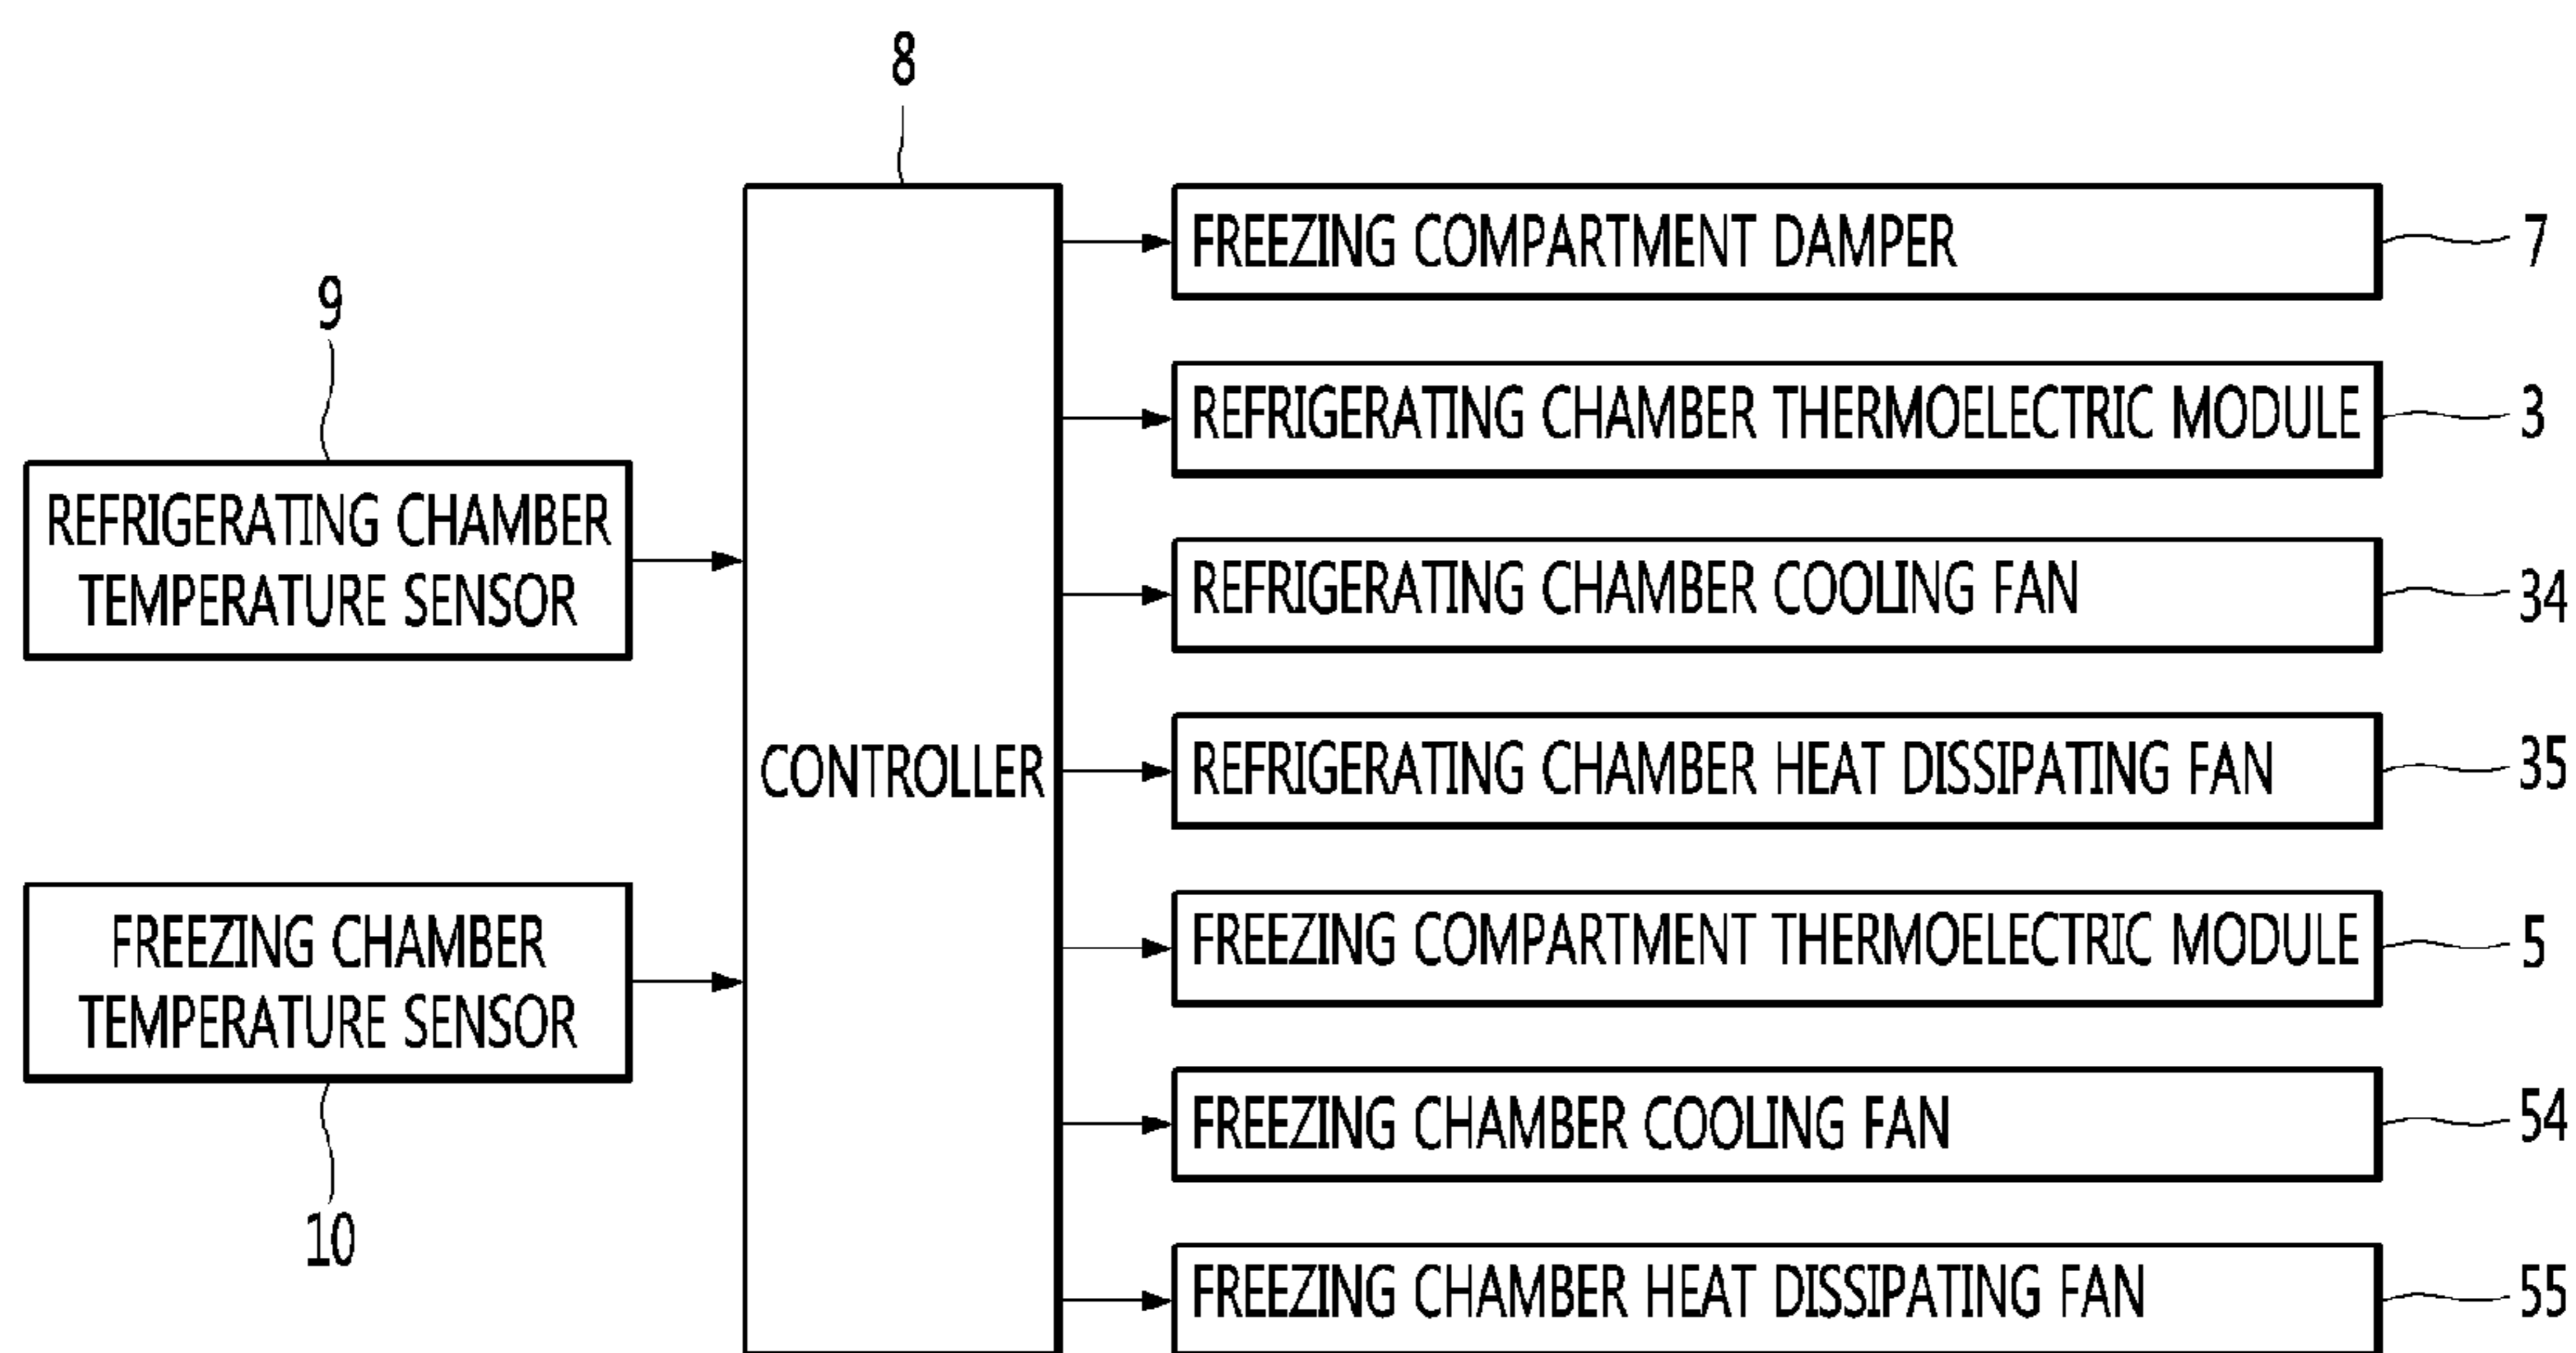 8
FREEZING COMPARTMENT DAMPER
7
9
REFRIGERATING CHAMBER THERMOELECTRIC MODULE
3
REFRIGERATING CHAMBER
TEMPERATURE SENSOR
REFRIGERATING CHAMBER COOLING FAN
34
CONTROLLER
REFRIGERATING CHAMBER HEAT DISSIPATING FAN
35
FREEZING CHAMBER
TEMPERATURE SENSOR
10
FREEZING COMPARTMENT THERMOELECTRIC MODULE
5
FREEZING CHAMBER COOLING FAN
54
FREEZING CHAMBER HEAT DISSIPATING FAN
55